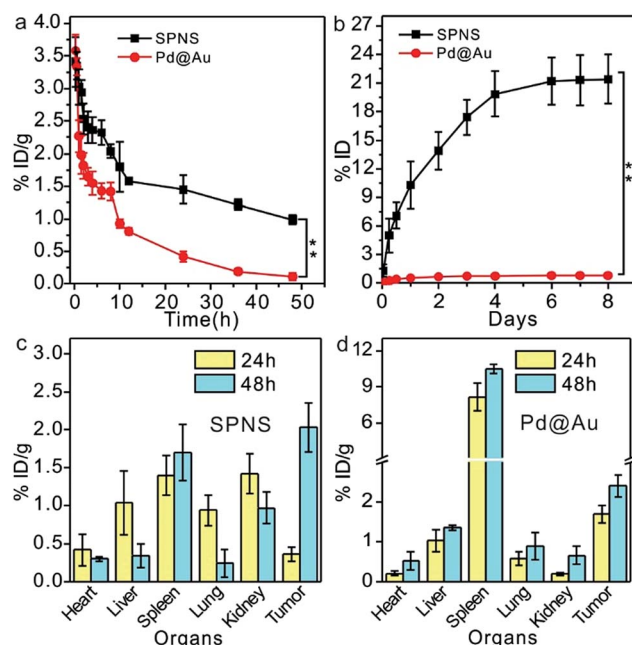 a
SPNS
Pd@Au
% ID/g
4.0
3.5
3.0
2.5
2.0
1.5
1.0
0.5
0.0
0 10 20 30 40 50
Time(h)
**
b
SPNS
Pd@Au
% ID
27
24
21
18
15
12
9
6
3
0
0 2 4 6 8
Days
**
c
24h
48h
SPNS
% ID/g
3.0
2.5
2.0
1.5
1.0
0.5
0.0
Heart Liver Spleen Lung Kidney Tumor
Organs
d
24h
48h
Pd@Au
% ID/g
12
9
2
1
0
Heart Liver Spleen Lung Kidney Tumor
Organs